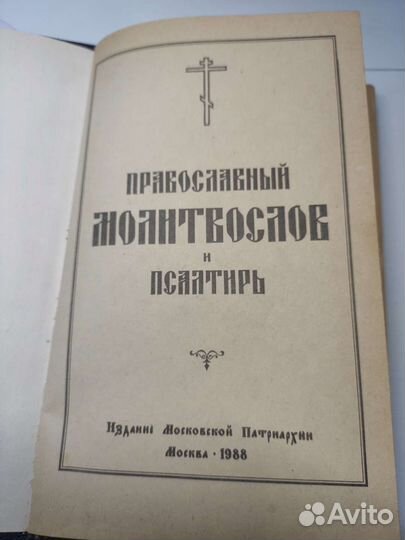 ПРАВОСЛАВНЫЙ
МОЛИТВОСЛОВ
И
ПСАЛТИРЬ
Издание Московской Патриархии
Москва · 1988
Avito